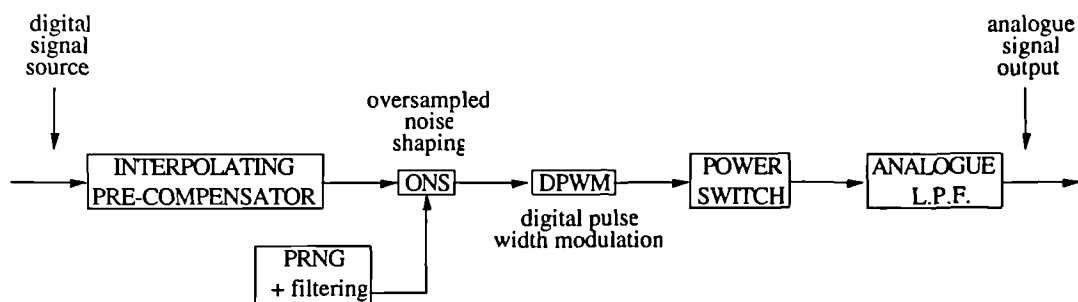 digital
signal
source
analogue
signal
output
oversampled
noise
shaping
INTERPOLATING
PRE-COMPENSATOR
ONS
DPWM
POWER
SWITCH
ANALOGUE
L.P.F.
digital pulse
width modulation
PRNG
+ filtering